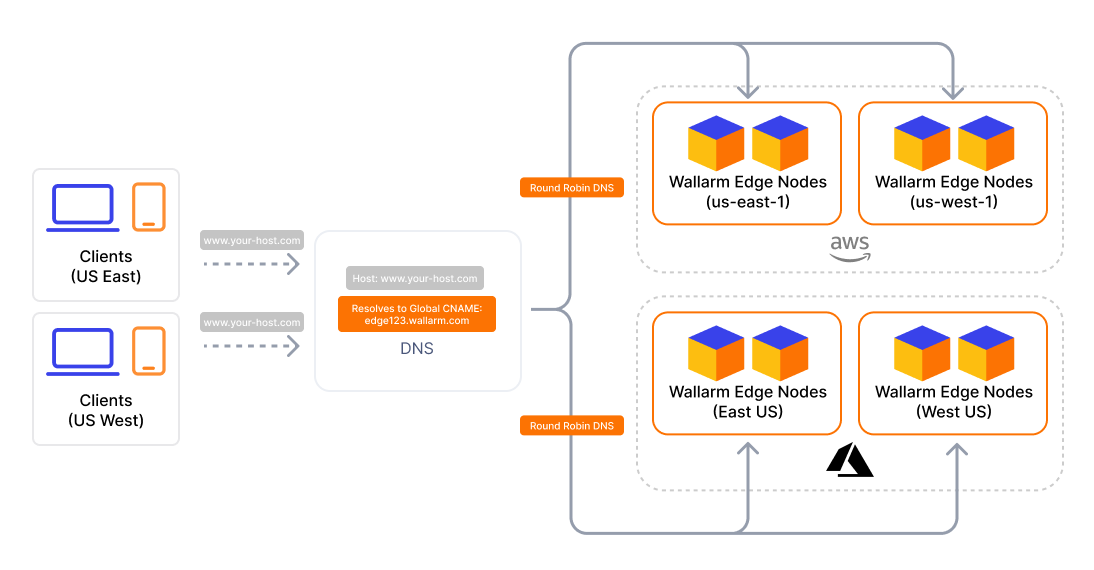 Clients
(US East)
www.your-host.com
Clients
(US West)
www.your-host.com
Host: www.your-host.com
Resolves to Global CNAME:
edge123.wallarm.com
DNS
Round Robin DNS
Round Robin DNS
Wallarm Edge Nodes
(us-east-1)
Wallarm Edge Nodes
(us-west-1)
aws
Wallarm Edge Nodes
(East US)
Wallarm Edge Nodes
(West US)